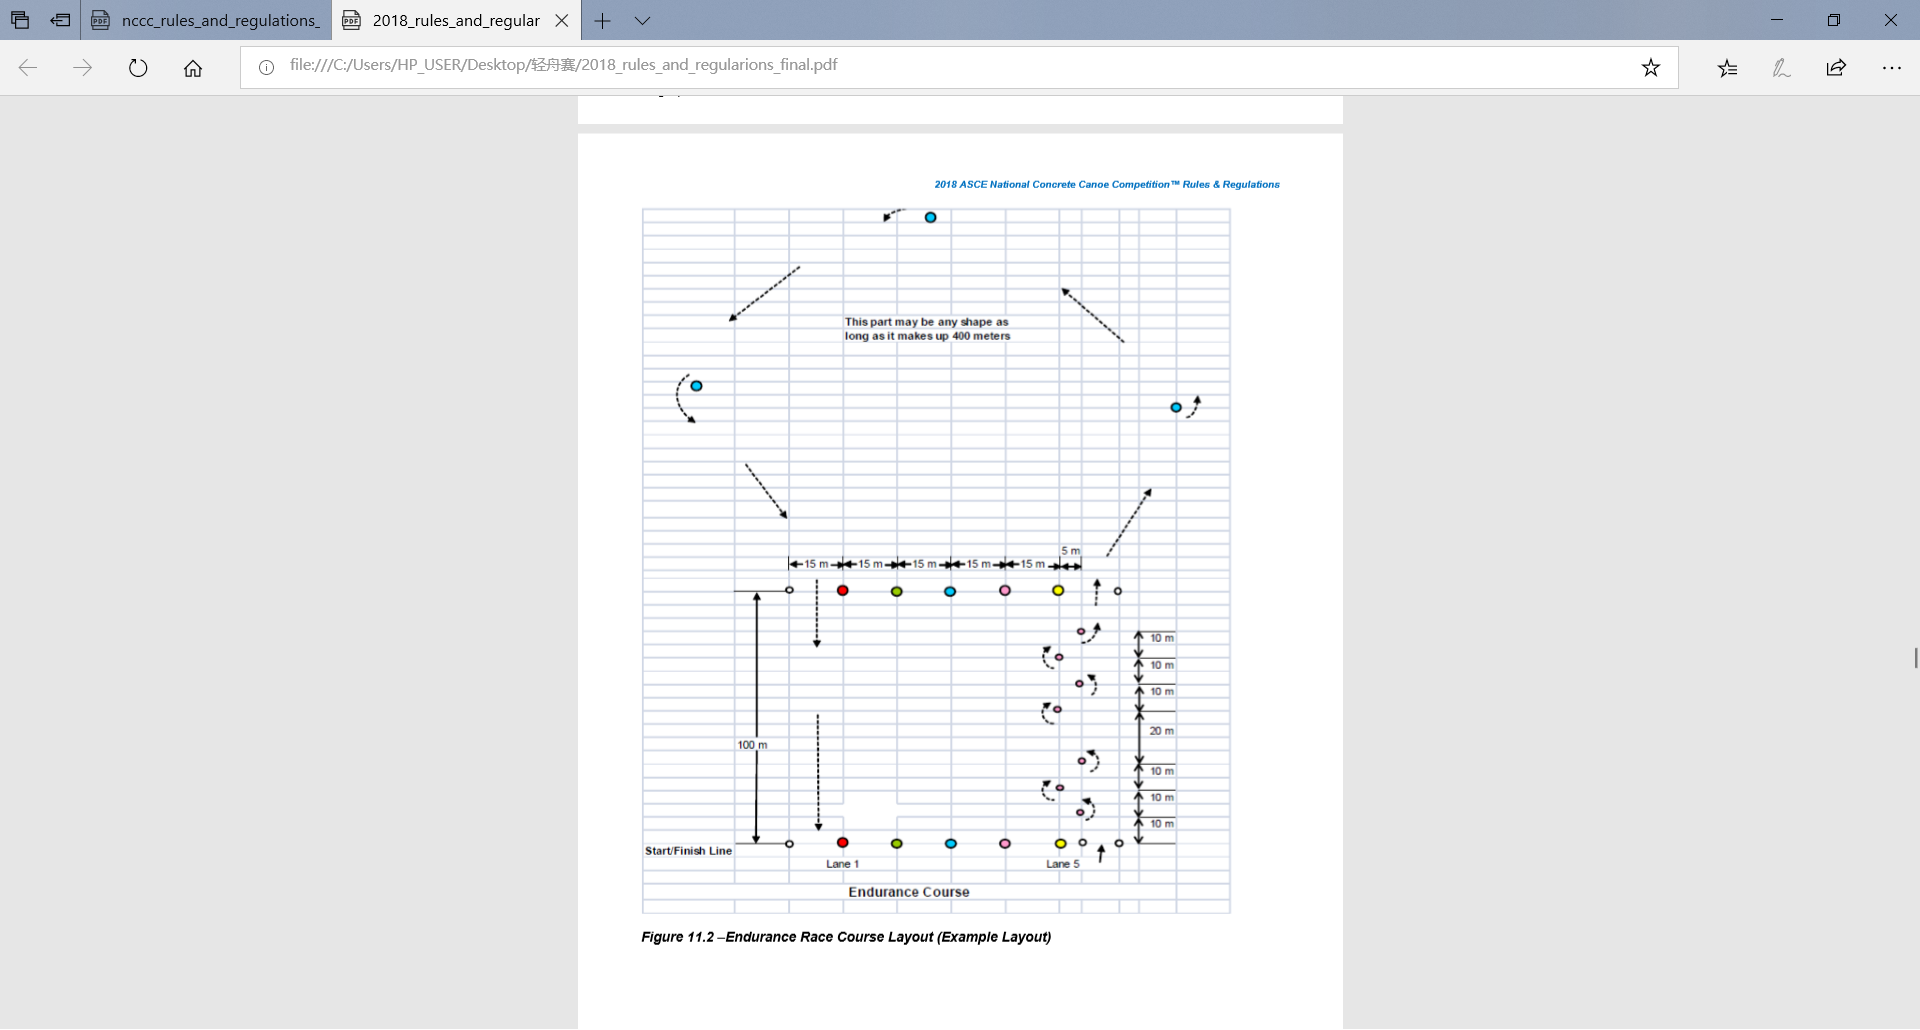 nccc_rules_and_regulations_
2018_rules_and_regular
file:///C:/Users/HP_USER/Desktop/轻舟赛/2018_rules_and_regularions_final.pdf
2018 ASCE National Concrete Canoe Competition™ Rules & Regulations
This part may be any shape as
long as it makes up 400 meters
5 m
15 m 15 m 15 m 15 m 15 m
10 m
10 m
10 m
20 m
100 m
10 m
10 m
10 m
Start/Finish Line
Lane 1 Lane 5
Endurance Course
Figure 11.2 –Endurance Race Course Layout (Example Layout)